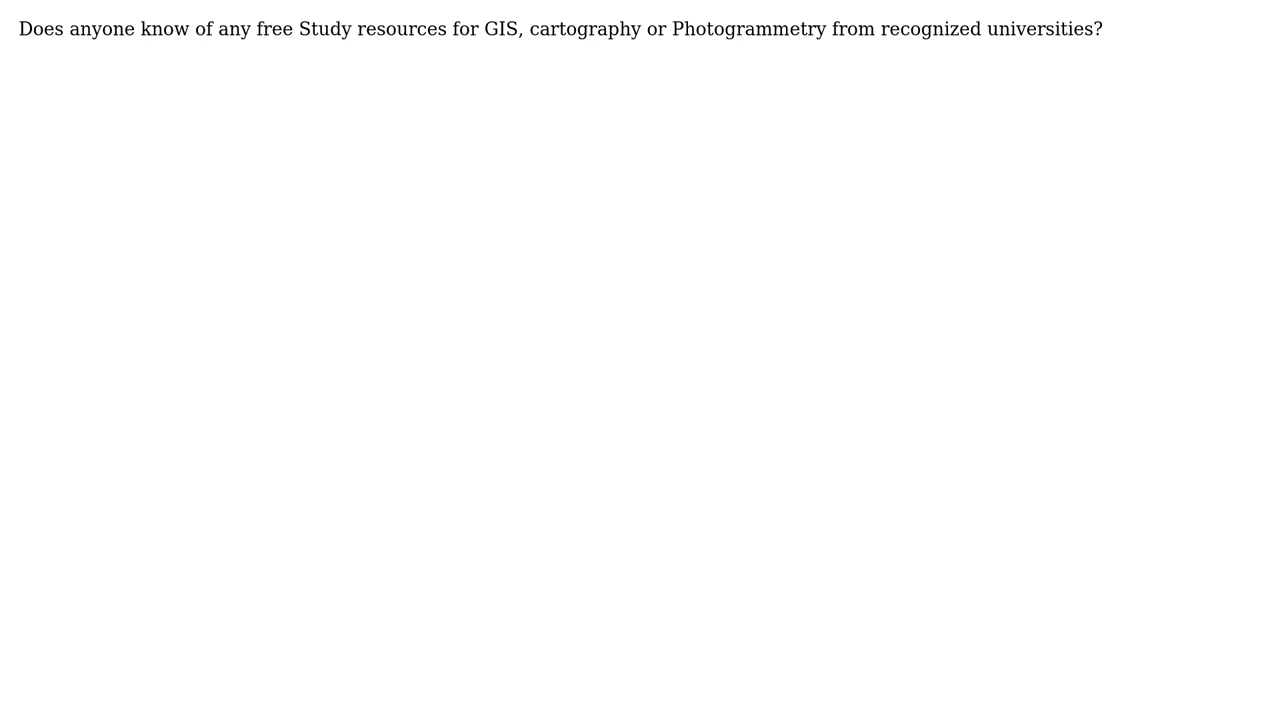 Does anyone know of any free Study resources for GIS, cartography or Photogrammetry from recognized universities?